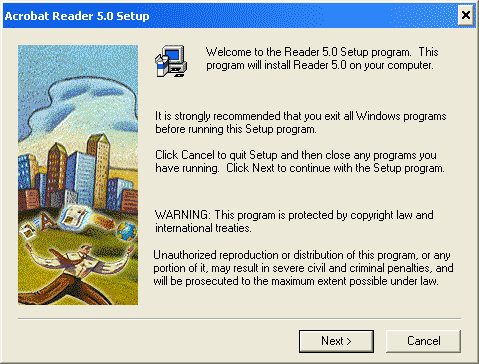 Acrobat Reader 5.0 Setup
Welcome to the Reader 5.0 Setup program. This
program will install Reader 5.0 on your computer.
It is strongly recommended that you exit all Windows programs
before running this Setup program.
Click Cancel to quit Setup and then close any programs you
have running. Click Next to continue with the Setup program.
WARNING: This program is protected by copyright law and
international treaties.
Unauthorized reproduction or distribution of this program, or any
portion of it, may result in severe civil and criminal penalties, and
will be prosecuted to the maximum extent possible under law.
Next > Cancel